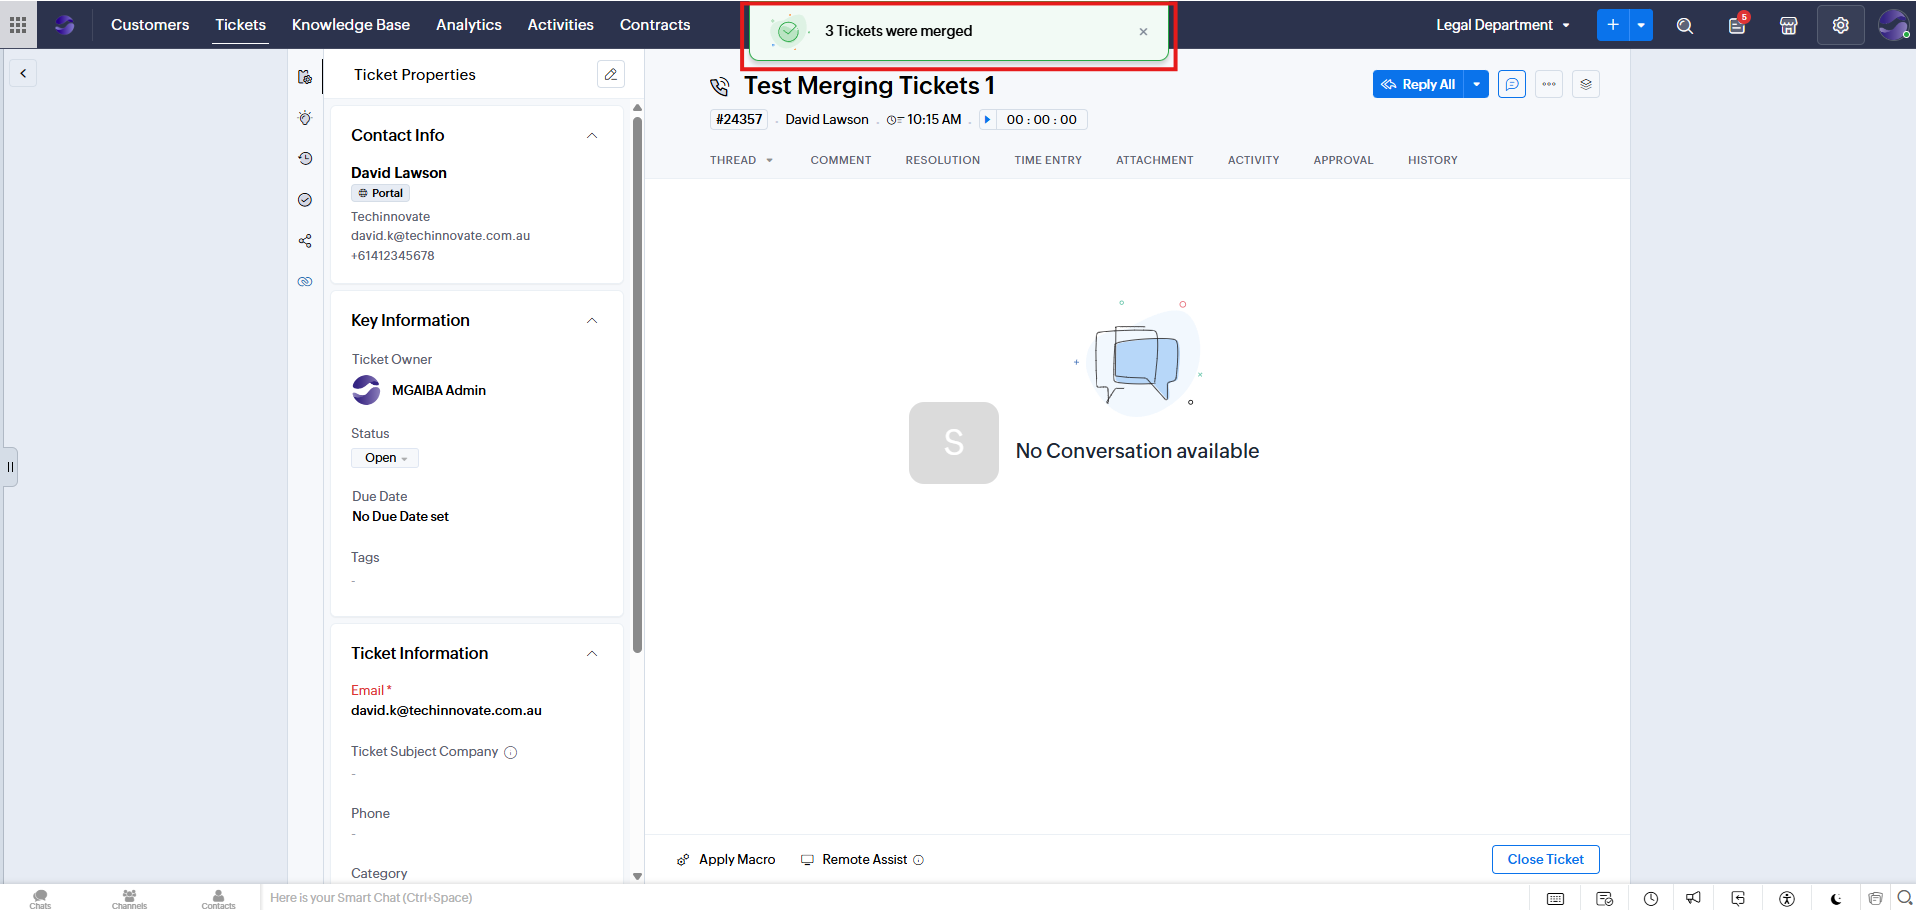 Customers
Tickets
Knowledge Base
Analytics
Activities
Contracts
3 Tickets were merged
Legal Department
5
Ticket Properties
Contact Info
David Lawson
Portal
Techinnovate
david.k@techinnovate.com.au
+61412345678
Key Information
Ticket Owner
MGAIBA Admin
Status
Open
Due Date
No Due Date set
Tags
-
Ticket Information
Email *
david.k@techinnovate.com.au
Ticket Subject Company
-
Phone
-
Category
Test Merging Tickets 1
Reply All
#24357 . David Lawson . 10:15 AM . 00 : 00 : 00
THREAD
COMMENT
RESOLUTION
TIME ENTRY
ATTACHMENT
ACTIVITY
APPROVAL
HISTORY
S
No Conversation available
Apply Macro
Remote Assist
Close Ticket
Chats
Channels
Contacts
Here is your Smart Chat (Ctrl+Space)